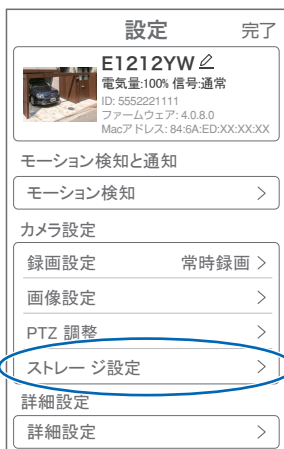 設定 完了
E1212YW
電気量:100% 信号:通常
ID: 5552221111
ファームウェア: 4.0.8.0
Macアドレス: 84:6A:ED:XX:XX:XX
モーション検知と通知
モーション検知
カメラ設定
録画設定 常時録画
画像設定
PTZ 調整
ストレージ設定
詳細設定
詳細設定